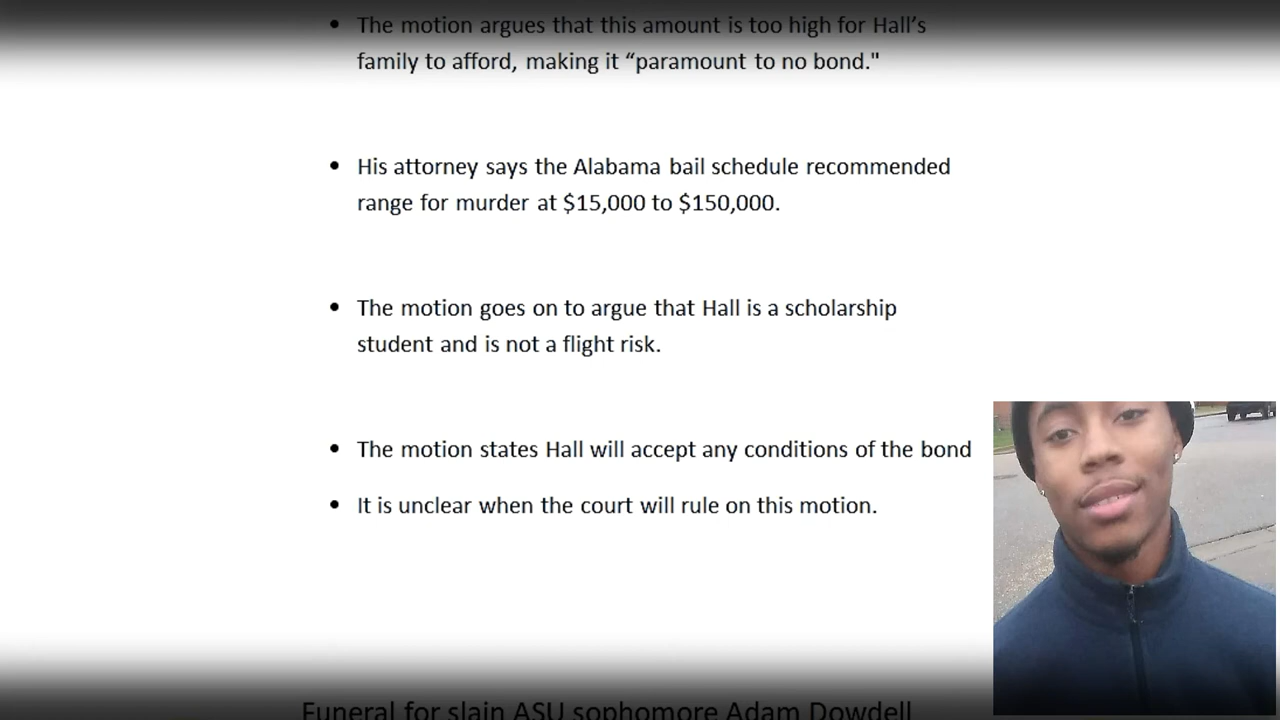 • The motion argues that this amount is too high for Hall’s
family to afford, making it “paramount to no bond."
• His attorney says the Alabama bail schedule recommended
range for murder at $15,000 to $150,000.
• The motion goes on to argue that Hall is a scholarship
student and is not a flight risk.
• The motion states Hall will accept any conditions of the bond
• It is unclear when the court will rule on this motion.
Funeral for slain ASU sophomore Adam Dowdell